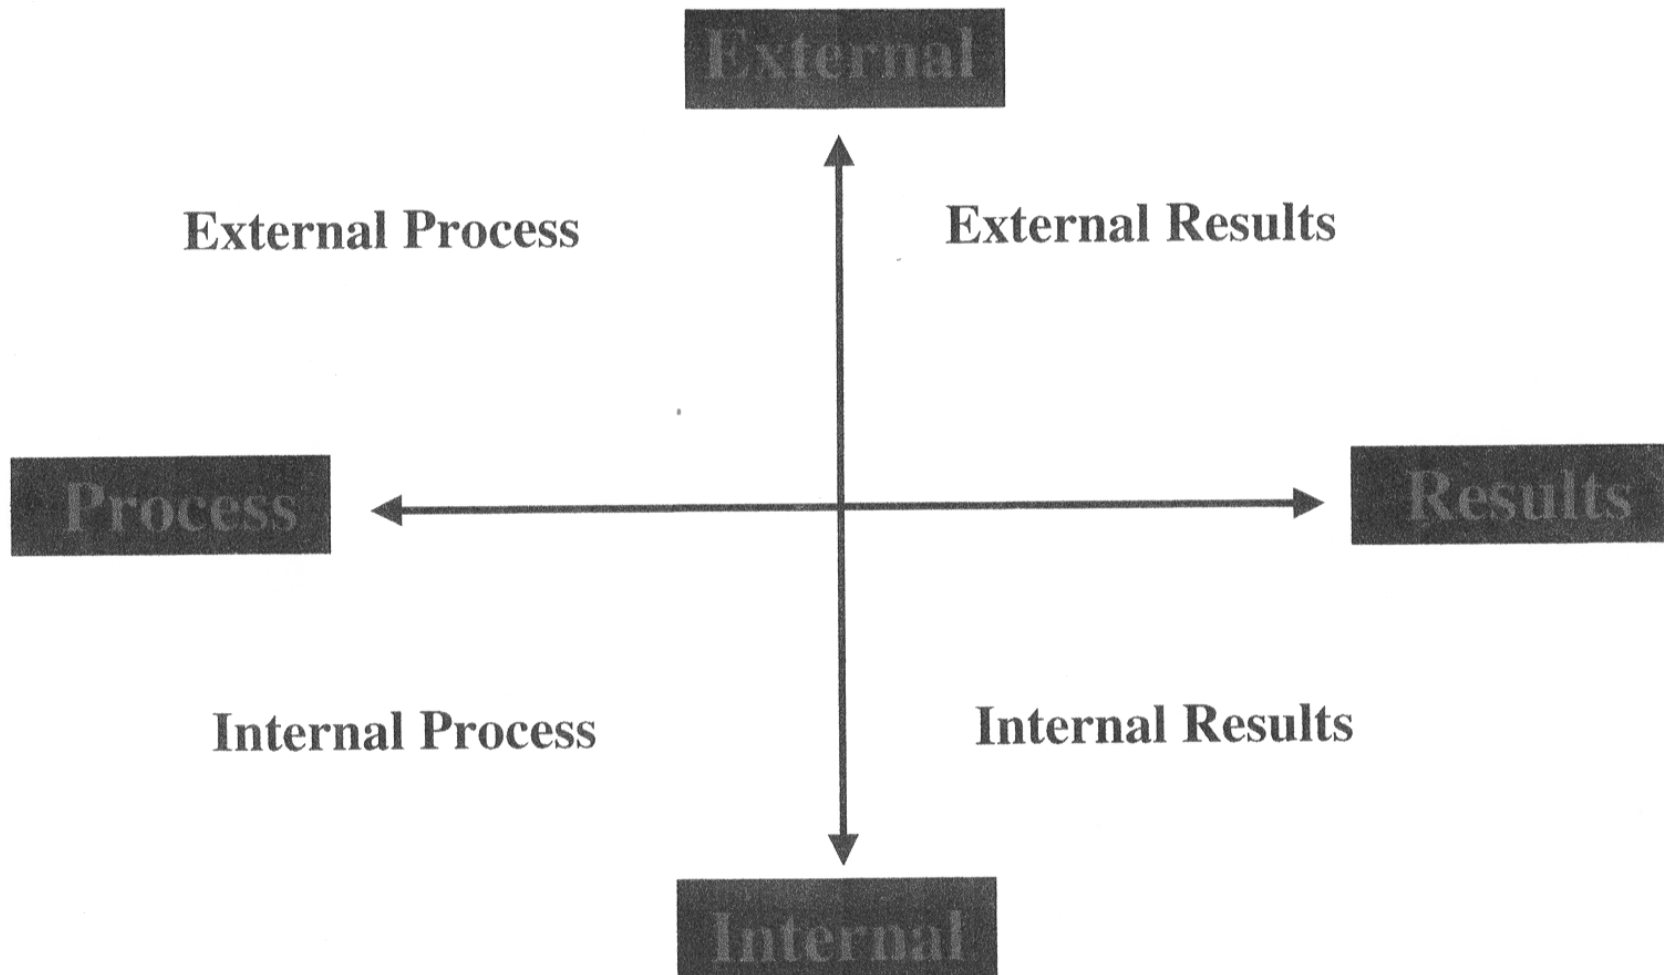 External
External Process
External Results
Process
Results
Internal Process
Internal Results
Internal